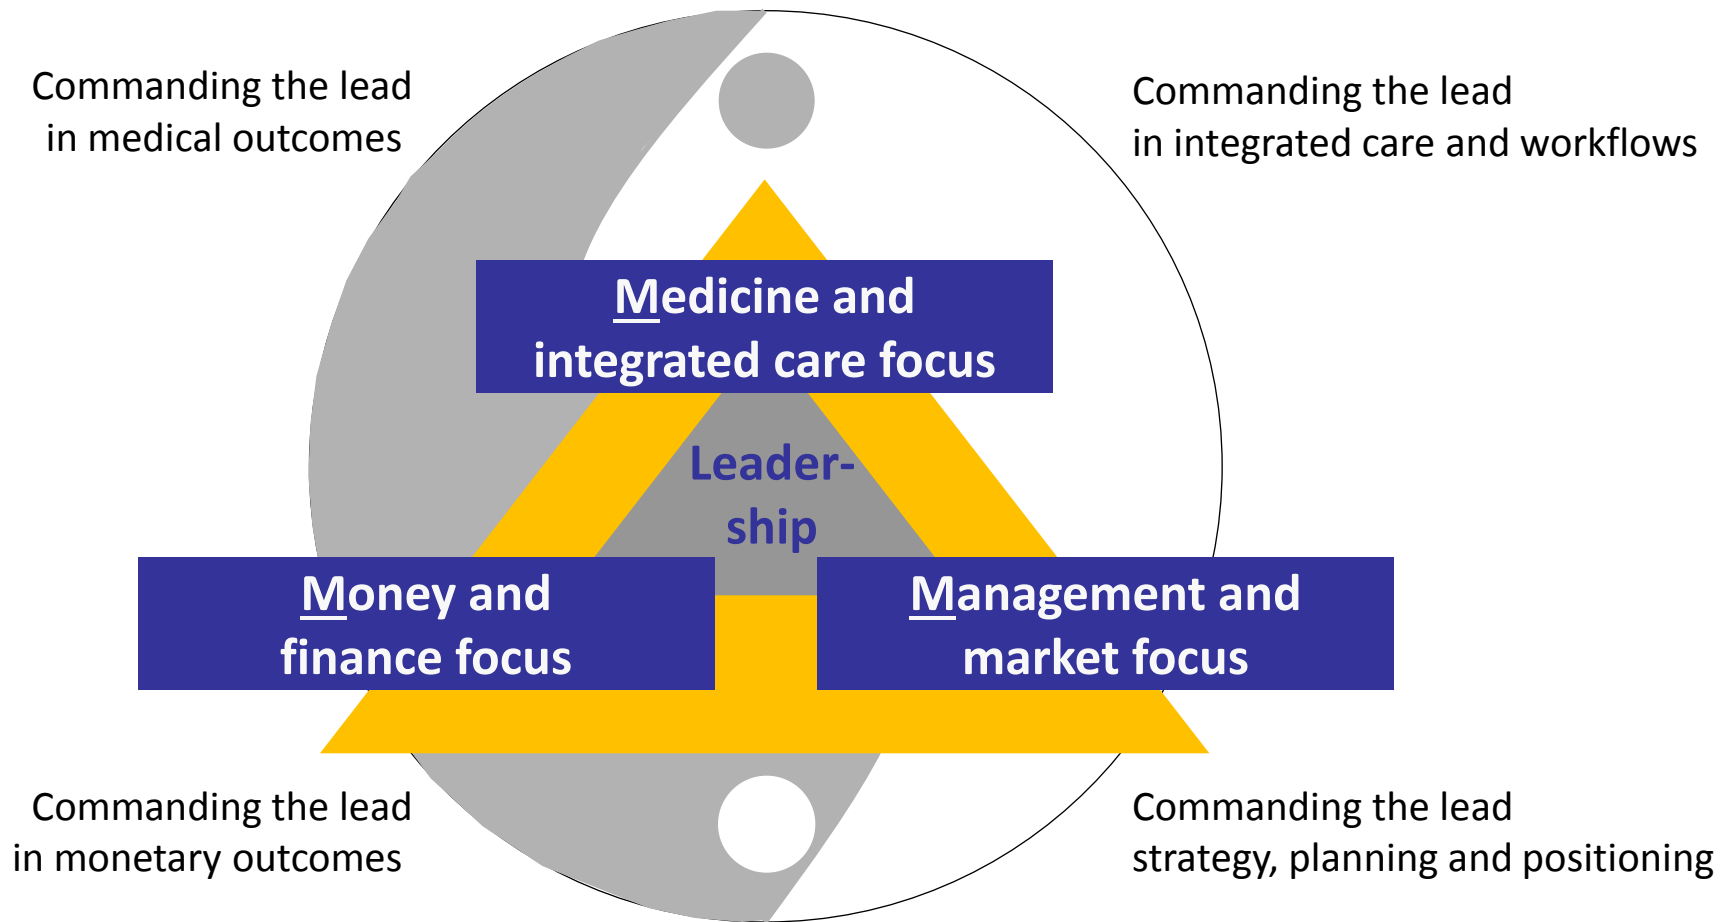 Commanding the lead
in medical outcomes
Commanding the lead
in integrated care and workflows
Medicine and
integrated care focus
Leader-
ship
Money and
finance focus
Management and
market focus
Commanding the lead
in monetary outcomes
Commanding the lead
strategy, planning and positioning